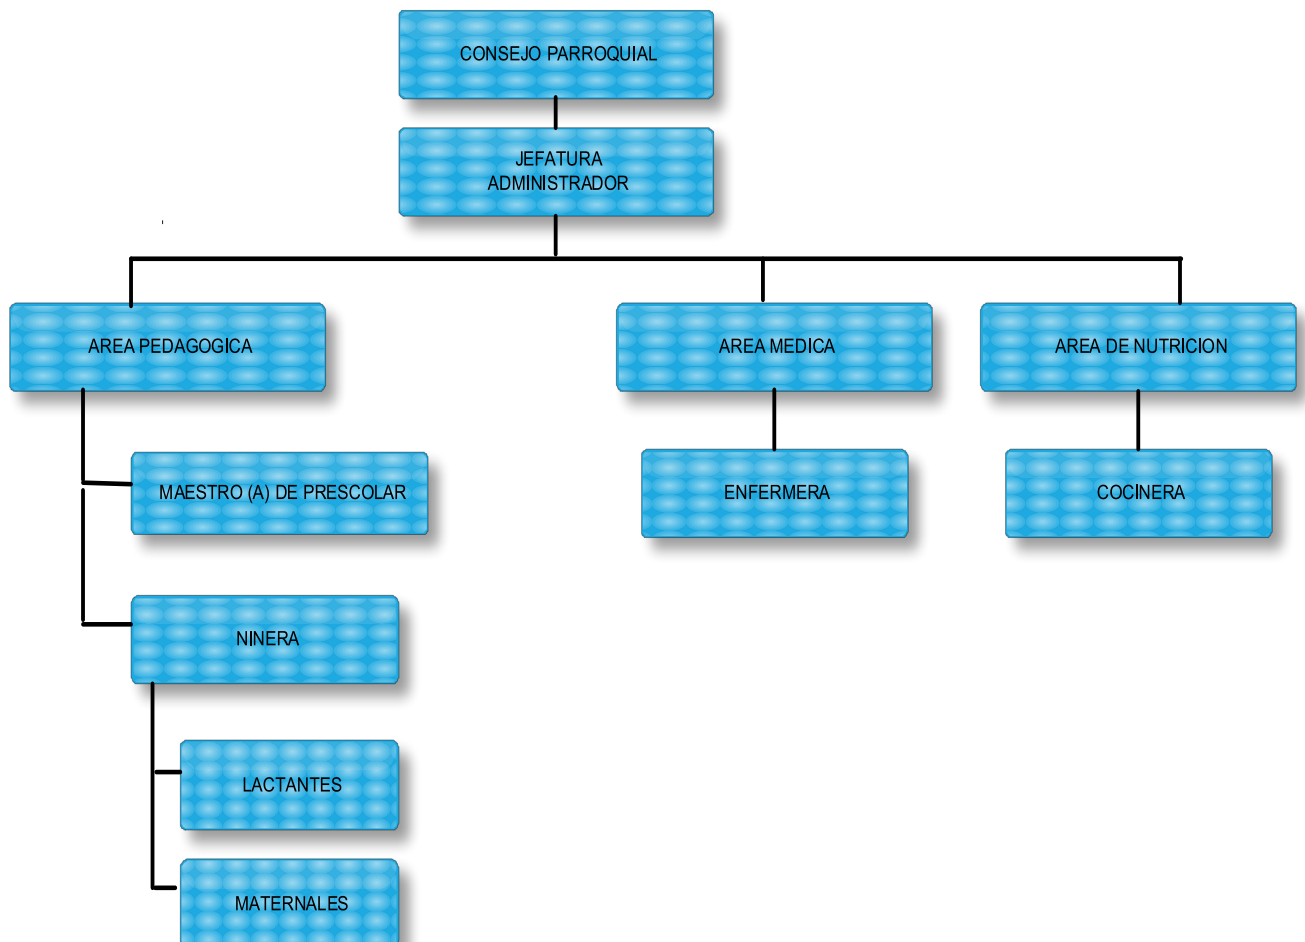 CONSEJO PARROQUIAL
JEFATURA
ADMINISTRADOR
AREA PEDAGOGICA
AREA MEDICA
AREA DE NUTRICION
MAESTRO (A) DE PRESCOLAR
ENFERMERA
COCINERA
NINERA
LACTANTES
MATERNALES